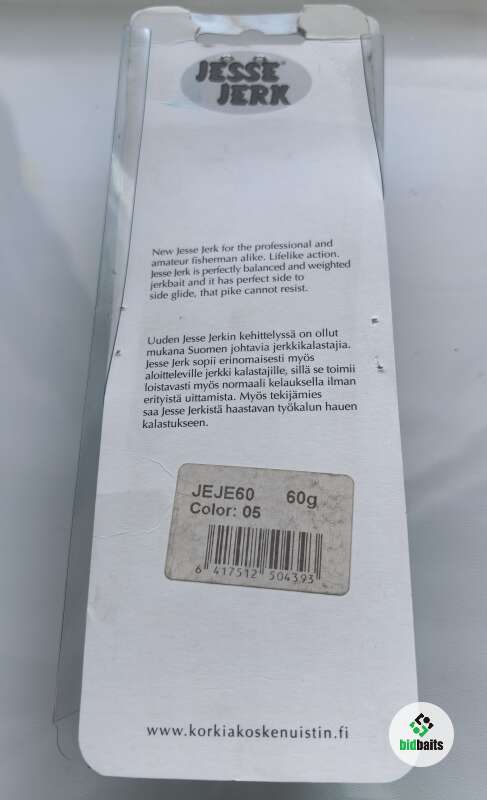 JESSE
JERK
New Jesse Jerk for the professional and
amateur fisherman alike. Lifelike action.
Jesse Jerk is perfectly balanced and weighted
jerkbait and it has perfect side to
side glide, that pike cannot resist.
Uuden Jesse Jerkin kehittelyssä on ollut
mukana Suomen johtavia jerkkikalastajia.
Jesse Jerk sopii erinomaisesti myös
aloitteleville jerkki kalastajille, sillä se toimii
loistavasti myös normaali kelauksella ilman
erityistä uittamista. Myös tekijämies
saa Jesse Jerkistä haastavan työkalun hauen
kalastukseen.
JEJE60 60g
Color: 05
6 417512 504393
www.korkiakoskenuistin.fi
bidbaits